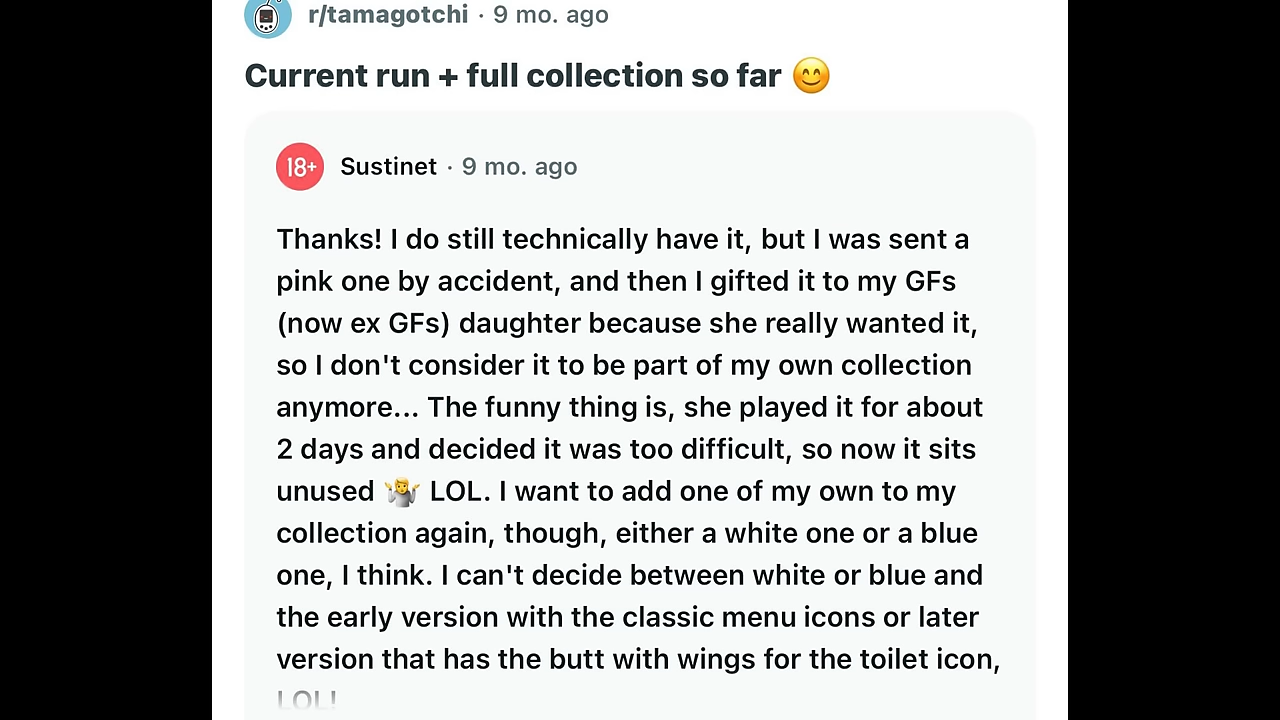 r/tamagotchi · 9 mo. ago
Current run + full collection so far 😊
18+ Sustinet · 9 mo. ago
Thanks! I do still technically have it, but I was sent a
pink one by accident, and then I gifted it to my GFs
(now ex GFs) daughter because she really wanted it,
so I don't consider it to be part of my own collection
anymore... The funny thing is, she played it for about
2 days and decided it was too difficult, so now it sits
unused 🤷 LOL. I want to add one of my own to my
collection again, though, either a white one or a blue
one, I think. I can't decide between white or blue and
the early version with the classic menu icons or later
version that has the butt with wings for the toilet icon,
LOL!